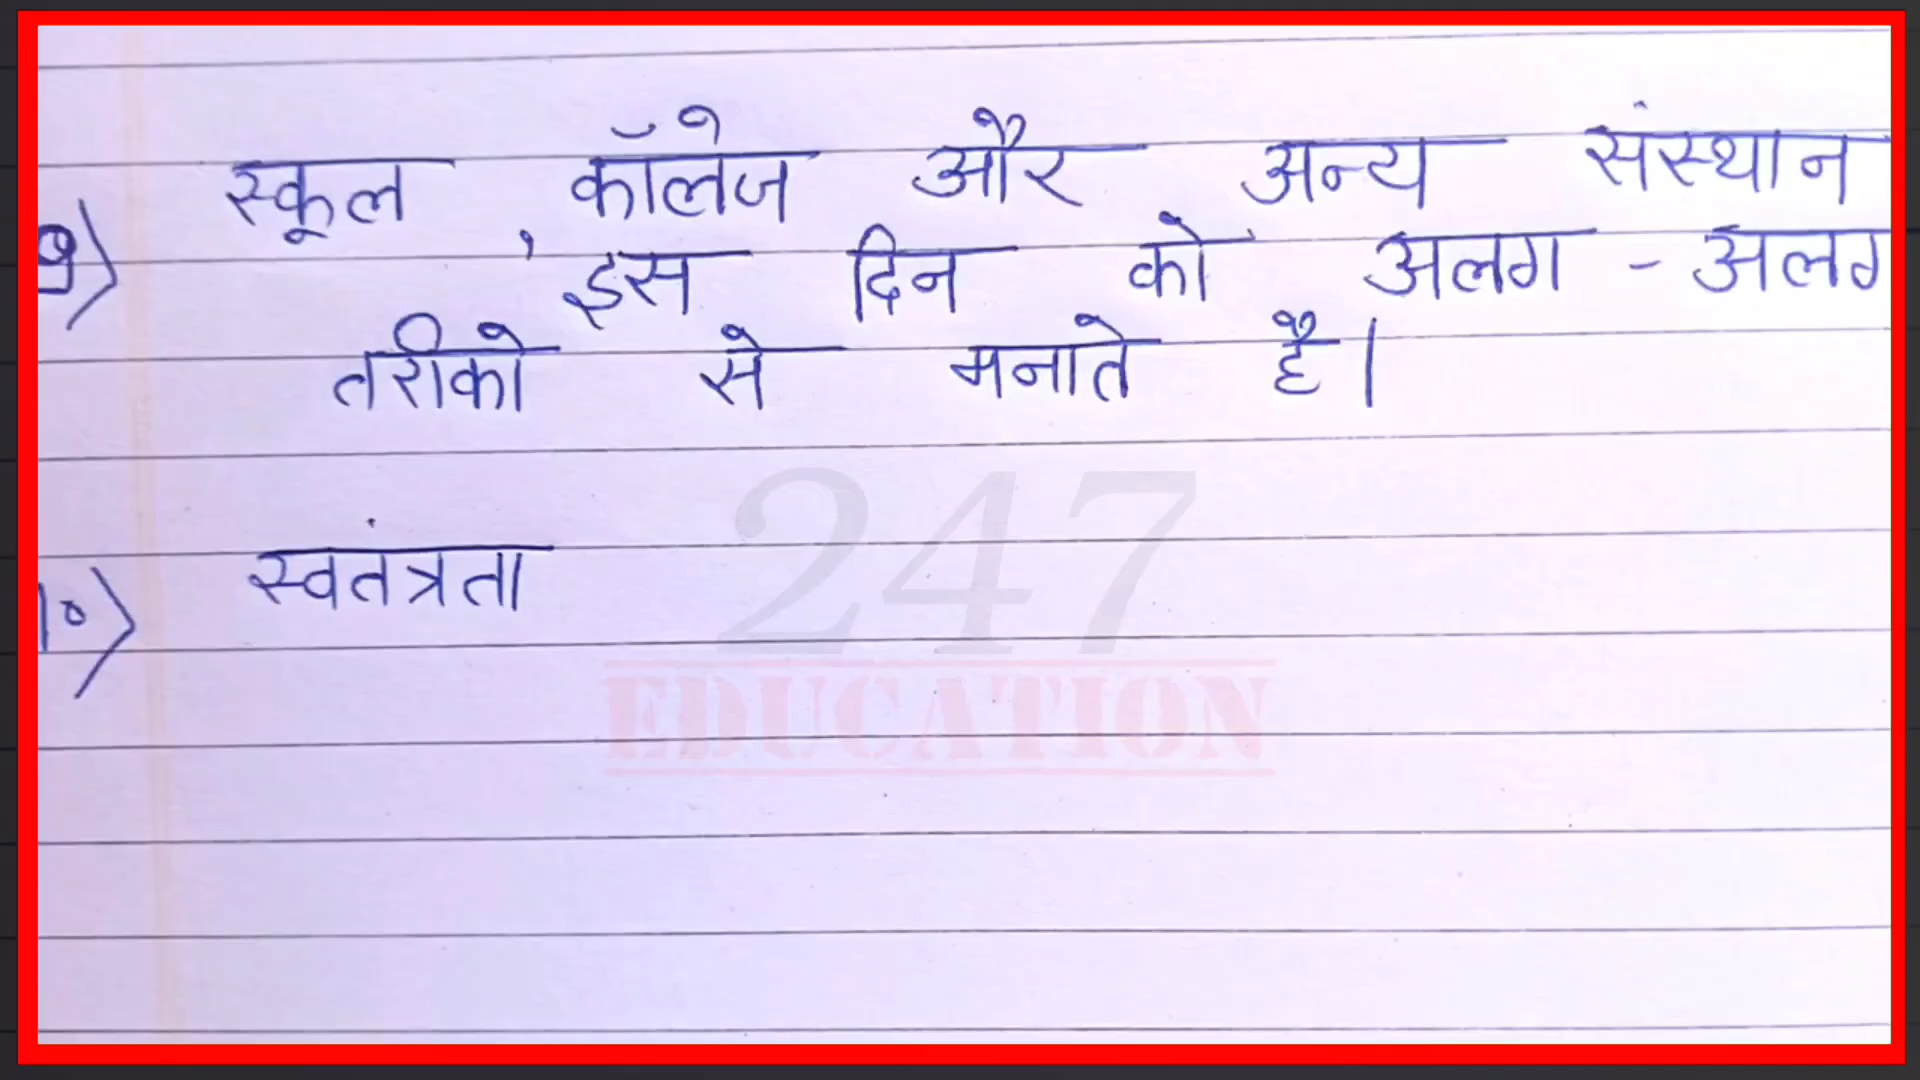 9) स्कूल कॉलेज और अन्य संस्थान
इस दिन को अलग - अलग
तरीको से मनाते है।
10) स्वतंत्रता
247
EDUCATION